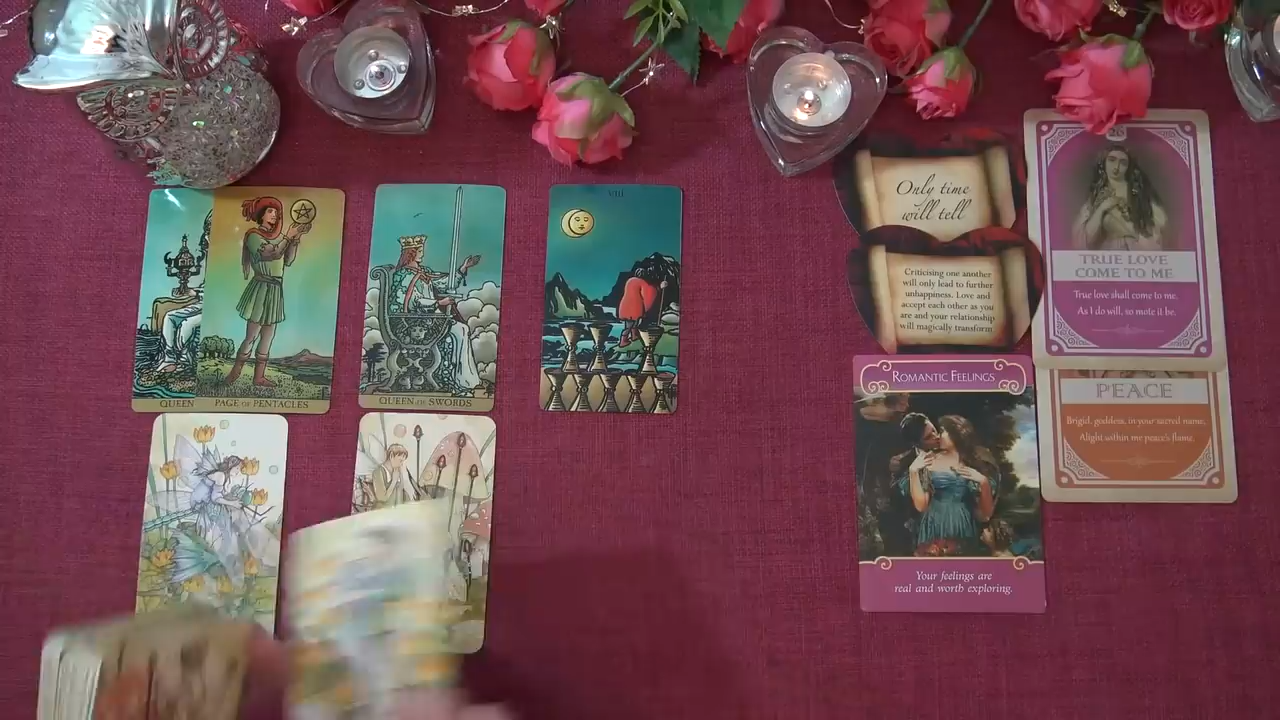 QUEEN
PAGE OF PENTACLES
QUEEN OF SWORDS
VIII
Only time
will tell
Criticising one another
will only lead to further
unhappiness. Love and
accept each other as you
are and your relationship
will magically transform
20
TRUE LOVE
COME TO ME
True love shall come to me.
As I do will, so mote it be.
ROMANTIC FEELINGS
Your feelings are
real and worth exploring.
PEACE
Brigid, goddess, in your sacred name,
Alight within me peace's flame.